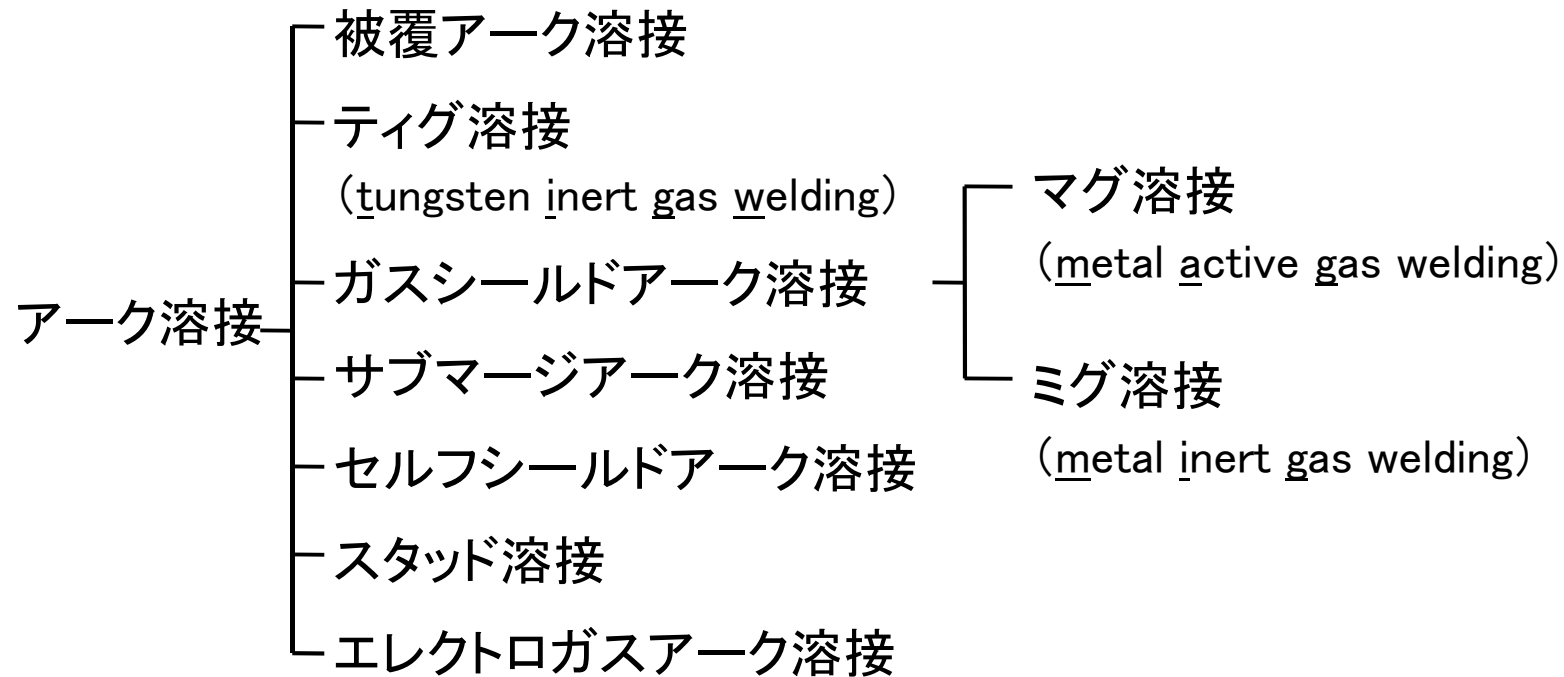 アーク溶接
被覆アーク溶接
ティグ溶接
(tungsten inert gas welding)
ガスシールドアーク溶接
サブマージアーク溶接
セルフシールドアーク溶接
スタッド溶接
エレクトロガスアーク溶接
マグ溶接
(metal active gas welding)
ミグ溶接
(metal inert gas welding)